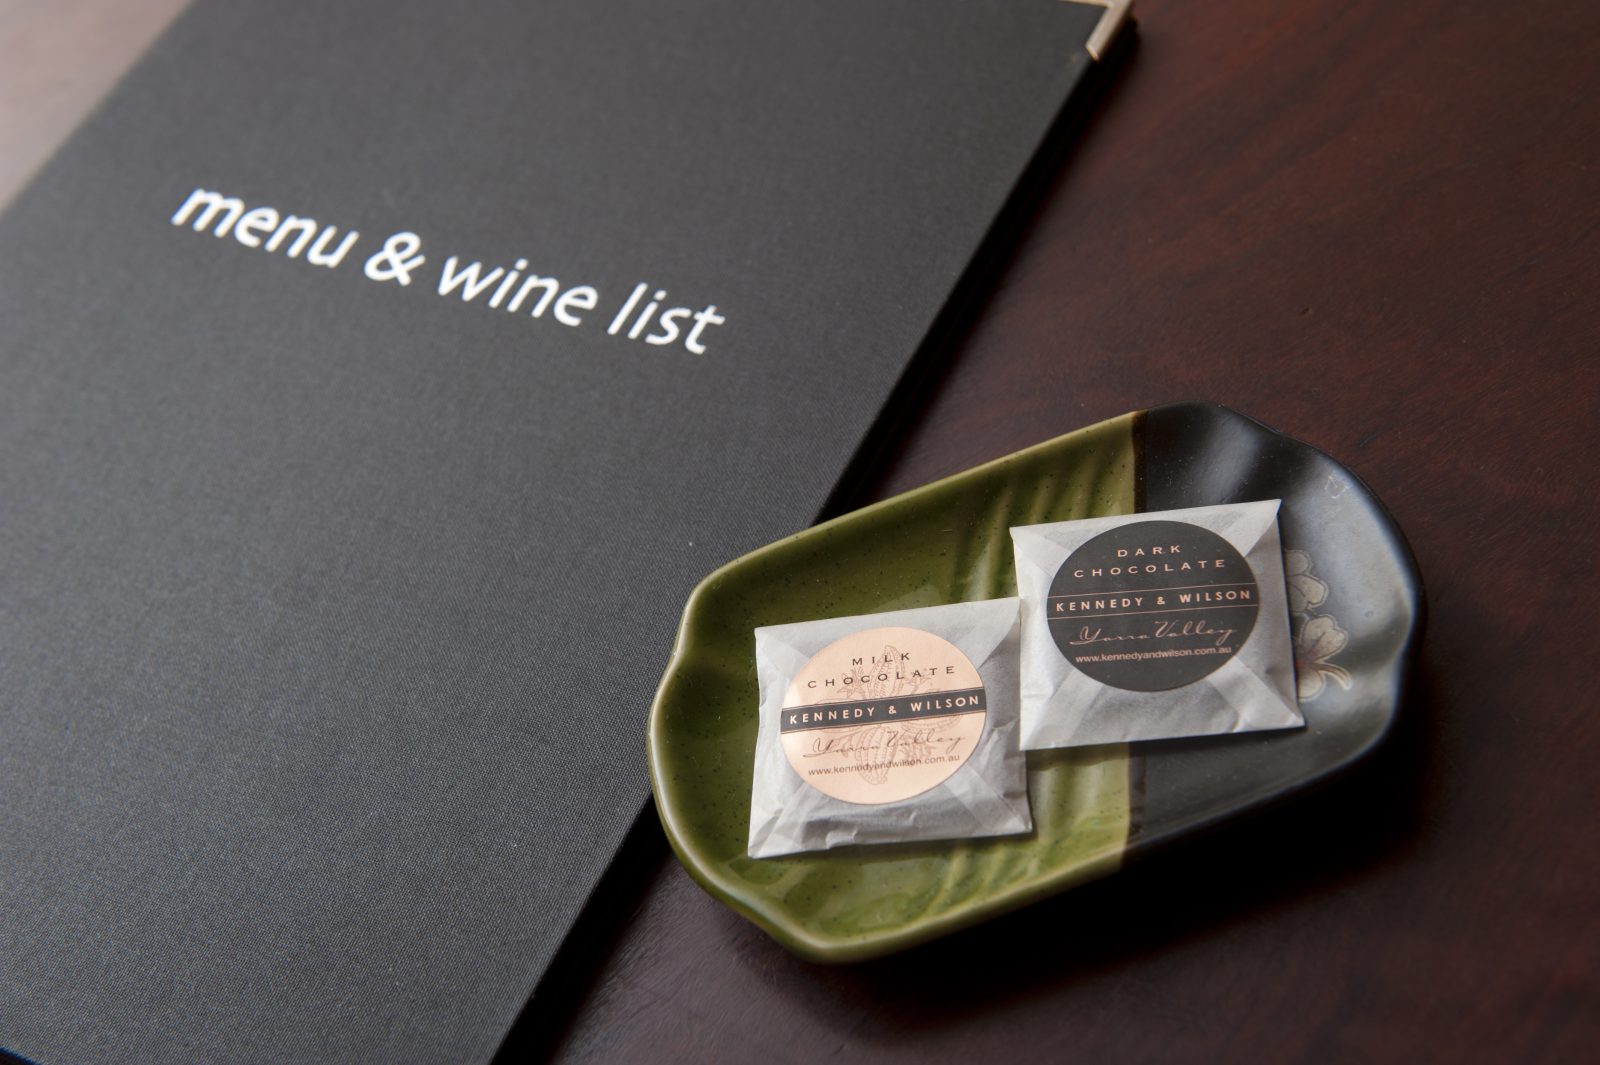 menu & wine list
MILK
CHOCOLATE
KENNEDY & WILSON
Yarra Valley
www.kennedyandwilson.com.au
DARK
CHOCOLATE
KENNEDY & WILSON
Yarra Valley
www.kennedyandwilson.com.au